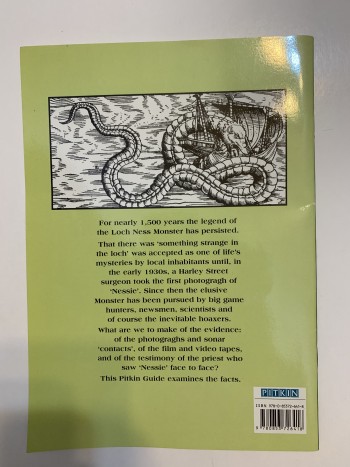 For nearly 1,500 years the legend of
the Loch Ness Monster has persisted.
That there was ‘something strange in
the loch’ was accepted as one of life’s
mysteries by local inhabitants until, in
the early 1930s, a Harley Street
surgeon took the first photogragh of
‘Nessie’. Since then the elusive
Monster has been pursued by big game
hunters, newsmen, scientists and
of course the inevitable hoaxers.
What are we to make of the evidence:
of the photograghs and sonar
‘contacts’, of the film and video tapes,
and of the testimony of the priest who
saw ‘Nessie’ face to face?
This Pitkin Guide examines the facts.
PITKIN